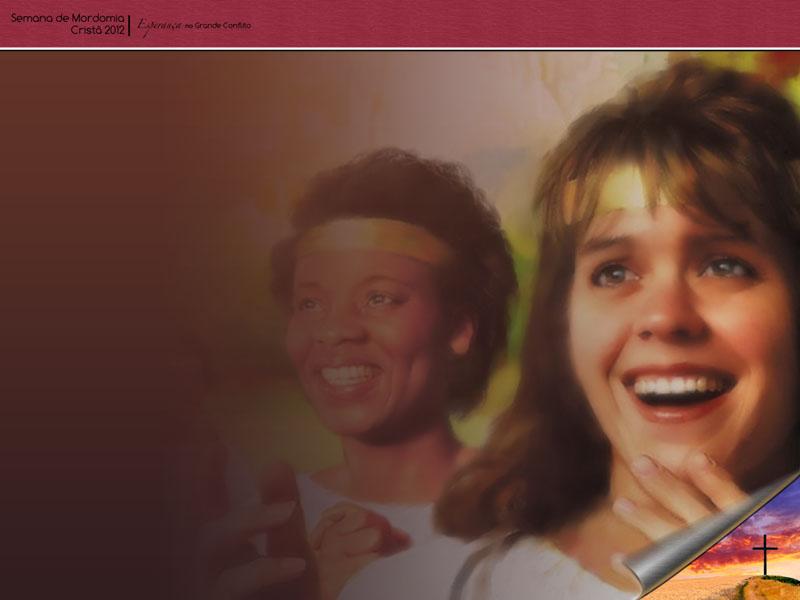 Semana de Mordomia
Cristã 2012
Esperança no Grande Conflito